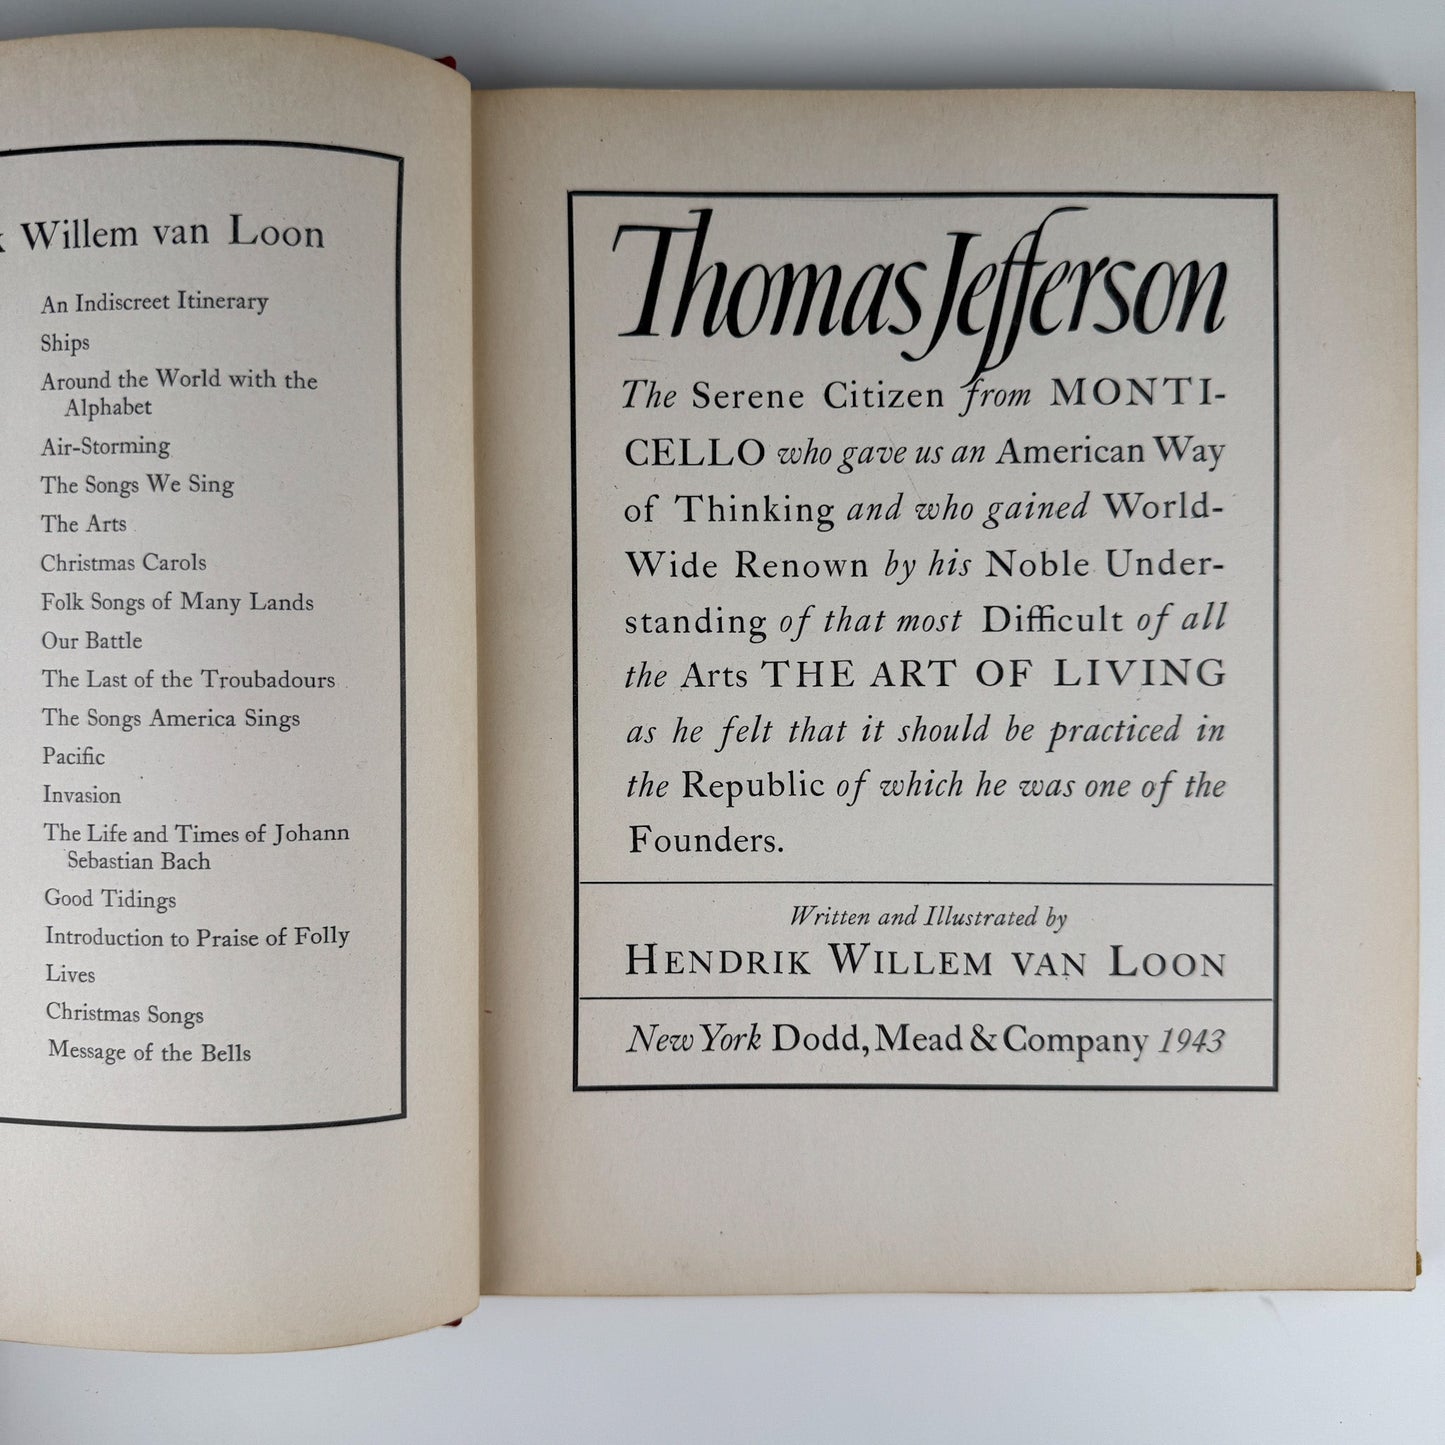 Willem van Loon
An Indiscreet Itinerary
Ships
Around the World with the
Alphabet
Air-Storming
The Songs We Sing
The Arts
Christmas Carols
Folk Songs of Many Lands
Our Battle
The Last of the Troubadours
The Songs America Sings
Pacific
Invasion
The Life and Times of Johann
Sebastian Bach
Good Tidings
Introduction to Praise of Folly
Lives
Christmas Songs
Message of the Bells
Thomas Jefferson
The Serene Citizen from MONTI-
CELLO who gave us an American Way
of Thinking and who gained World-
Wide Renown by his Noble Under-
standing of that most Difficult of all
the Arts THE ART OF LIVING
as he felt that it should be practiced in
the Republic of which he was one of the
Founders.
Written and Illustrated by
HENDRIK WILLEM VAN LOON
New York Dodd, Mead & Company 1943